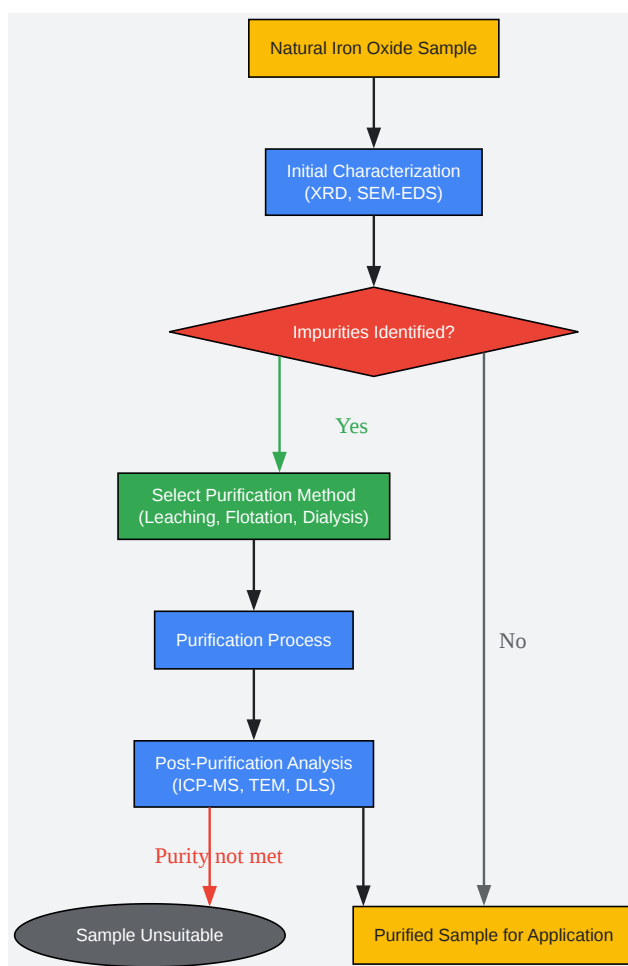 Natural Iron Oxide Sample
Initial Characterization
(XRD, SEM-EDS)
Impurities Identified?
Yes
Select Purification Method
(Leaching, Flotation, Dialysis)
No
Purification Process
Post-Purification Analysis
(ICP-MS, TEM, DLS)
Purity not met
Sample Unsuitable
Purified Sample for Application